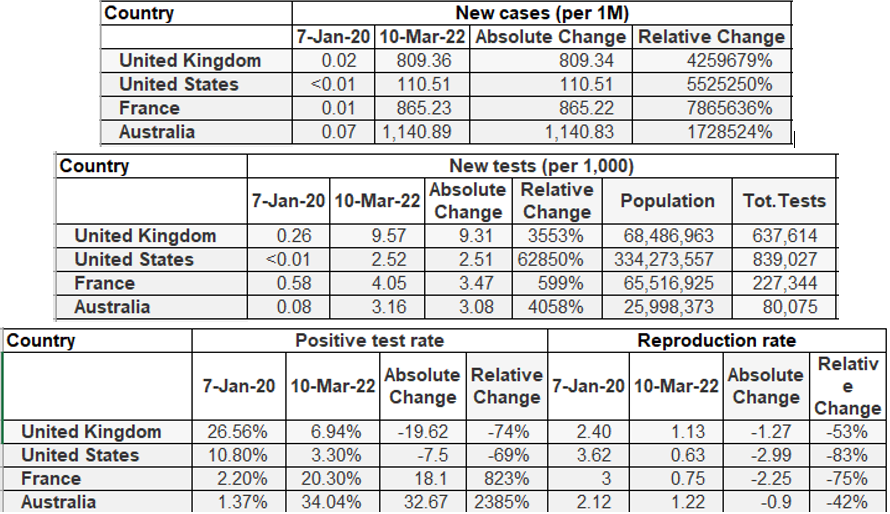 Country New cases (per 1M)
7-Jan-20 10-Mar-22 Absolute Change Relative Change
United Kingdom 0.02 809.36 809.34 4259679%
United States <0.01 110.51 110.51 5525250%
France 0.01 865.23 865.22 7865636%
Australia 0.07 1,140.89 1,140.83 1728524%
Country New tests (per 1,000)
7-Jan-20 10-Mar-22 Absolute Change Relative Change Population Tot.Tests
United Kingdom 0.26 9.57 9.31 3553% 68,486,963 637,614
United States <0.01 2.52 2.51 62850% 334,273,557 839,027
France 0.58 4.05 3.47 599% 65,516,925 227,344
Australia 0.08 3.16 3.08 4058% 25,998,373 80,075
Country Positive test rate Reproduction rate
7-Jan-20 10-Mar-22 Absolute Change Relative Change 7-Jan-20 10-Mar-22 Absolute Change Relativ e Change
United Kingdom 26.56% 6.94% -19.62 -74% 2.40 1.13 -1.27 -53%
United States 10.80% 3.30% -7.5 -69% 3.62 0.63 -2.99 -83%
France 2.20% 20.30% 18.1 823% 3 0.75 -2.25 -75%
Australia 1.37% 34.04% 32.67 2385% 2.12 1.22 -0.9 -42%